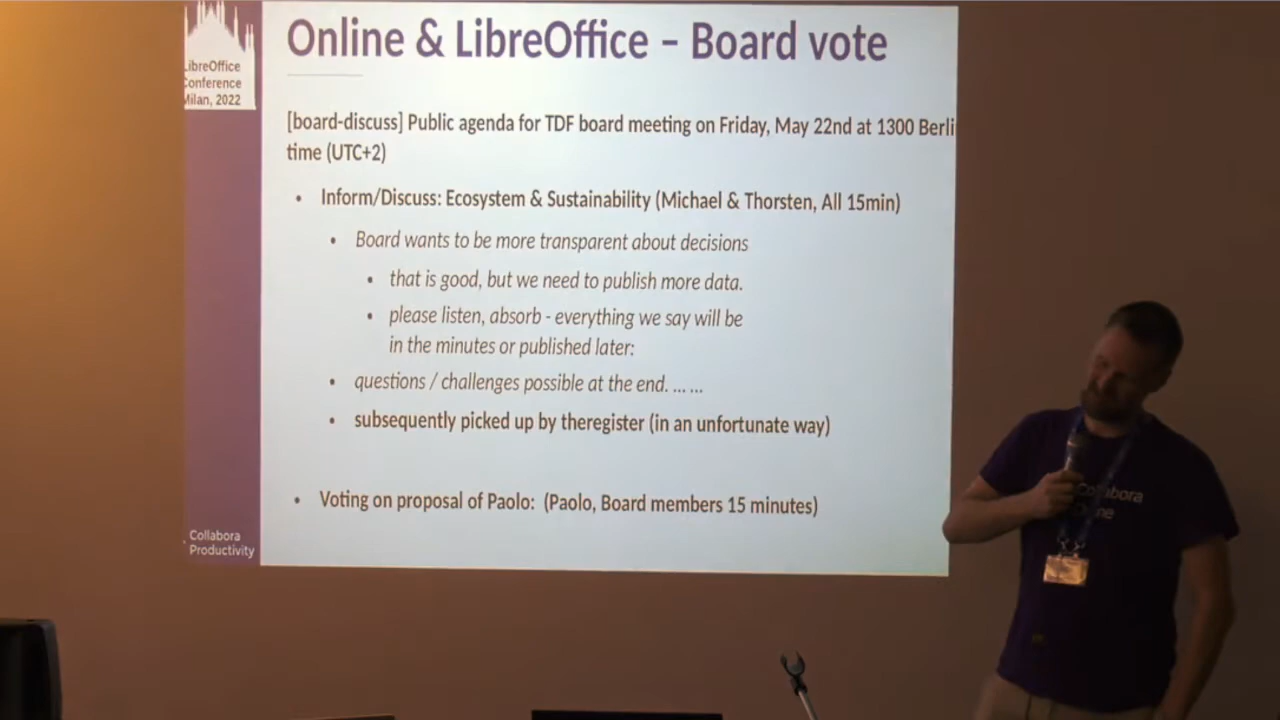 Online & LibreOffice – Board vote
LibreOffice
Conference
Milan, 2022
[board-discuss] Public agenda for TDF board meeting on Friday, May 22nd at 1300 Berli
time (UTC+2)
• Inform/Discuss: Ecosystem & Sustainability (Michael & Thorsten, All 15min)
• Board wants to be more transparent about decisions
• that is good, but we need to publish more data.
• please listen, absorb - everything we say will be
in the minutes or published later:
• questions / challenges possible at the end. ... ...
• subsequently picked up by theregister (in an unfortunate way)
• Voting on proposal of Paolo: (Paolo, Board members 15 minutes)
Collabora
Productivity
Collabora